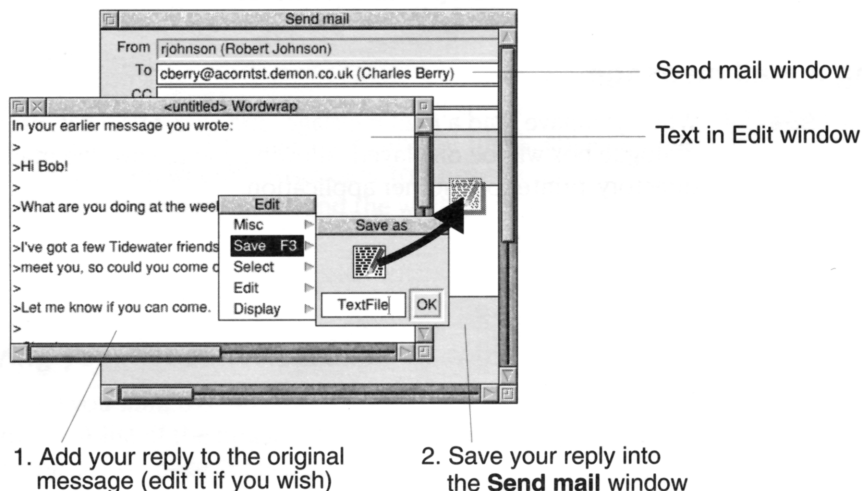 Send mail
From rjohnson (Robert Johnson)
To cberry@acorntst.demon.co.uk (Charles Berry)
CC
Send mail window
<untitled> Wordwrap
In your earlier message you wrote:
Text in Edit window
>
>Hi Bob!
>
>What are you doing at the
>
>I've got a few Tidewater friends
>meet you, so could you come
>
>Let me know if you can come.
>
Edit
Misc
Save F3
Select
Edit
Display
Save as
TextFile
OK
1. Add your reply to the original
message (edit it if you wish)
2. Save your reply into
the Send mail window